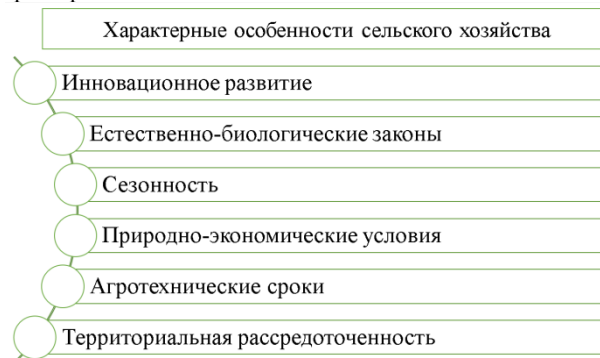 Характерные особенности сельского хозяйства
Инновационное развитие
Естественно-биологические законы
Сезонность
Природно-экономические условия
Агротехнические сроки
Территориальная рассредоточенность